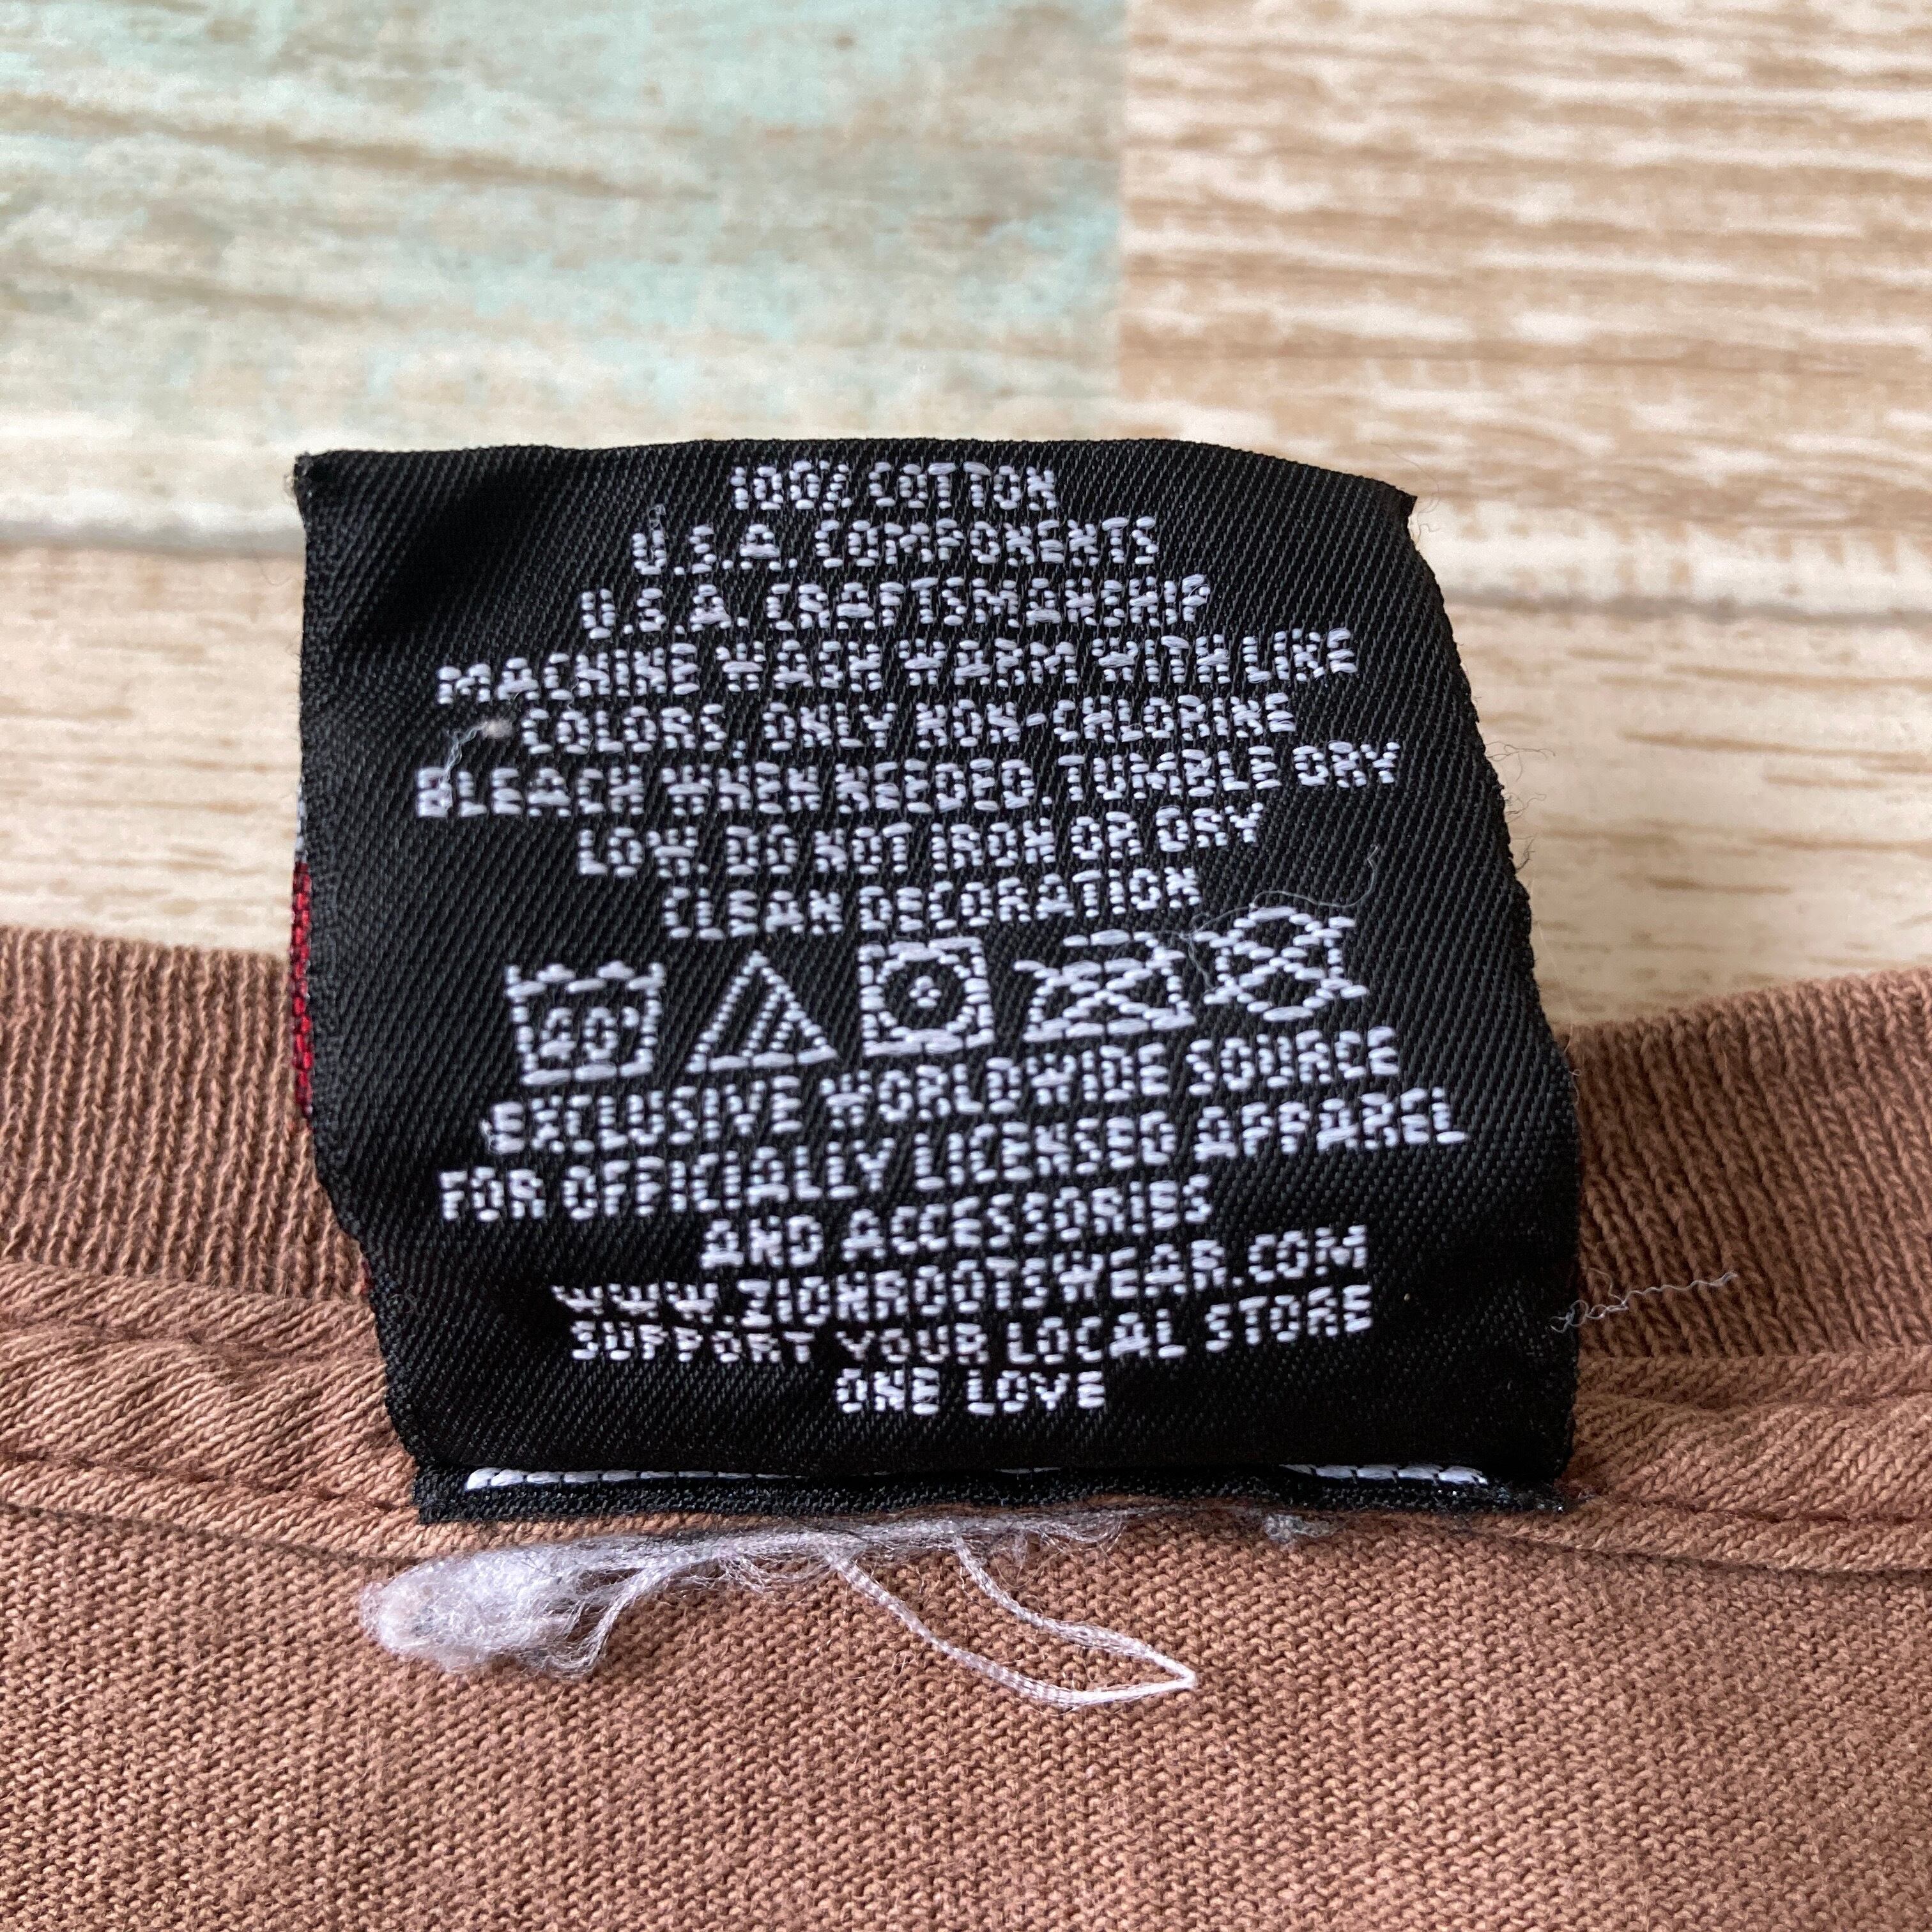 100% COTTON
U.S.A. COMPONENTS
U.S.A. CRAFTSMANSHIP
MACHINE WASH WARM WITH LIKE
COLORS. ONLY NON-CHLORINE
BLEACH WHEN NEEDED. TUMBLE DRY
LOW. DO NOT IRON OR DRY
CLEAN DECORATION
40°
EXCLUSIVE WORLDWIDE SOURCE
FOR OFFICIALLY LICENSED APPAREL
AND ACCESSORIES
WWW.ZIONROOTSWEAR.COM
SUPPORT YOUR LOCAL STORE
ONE LOVE